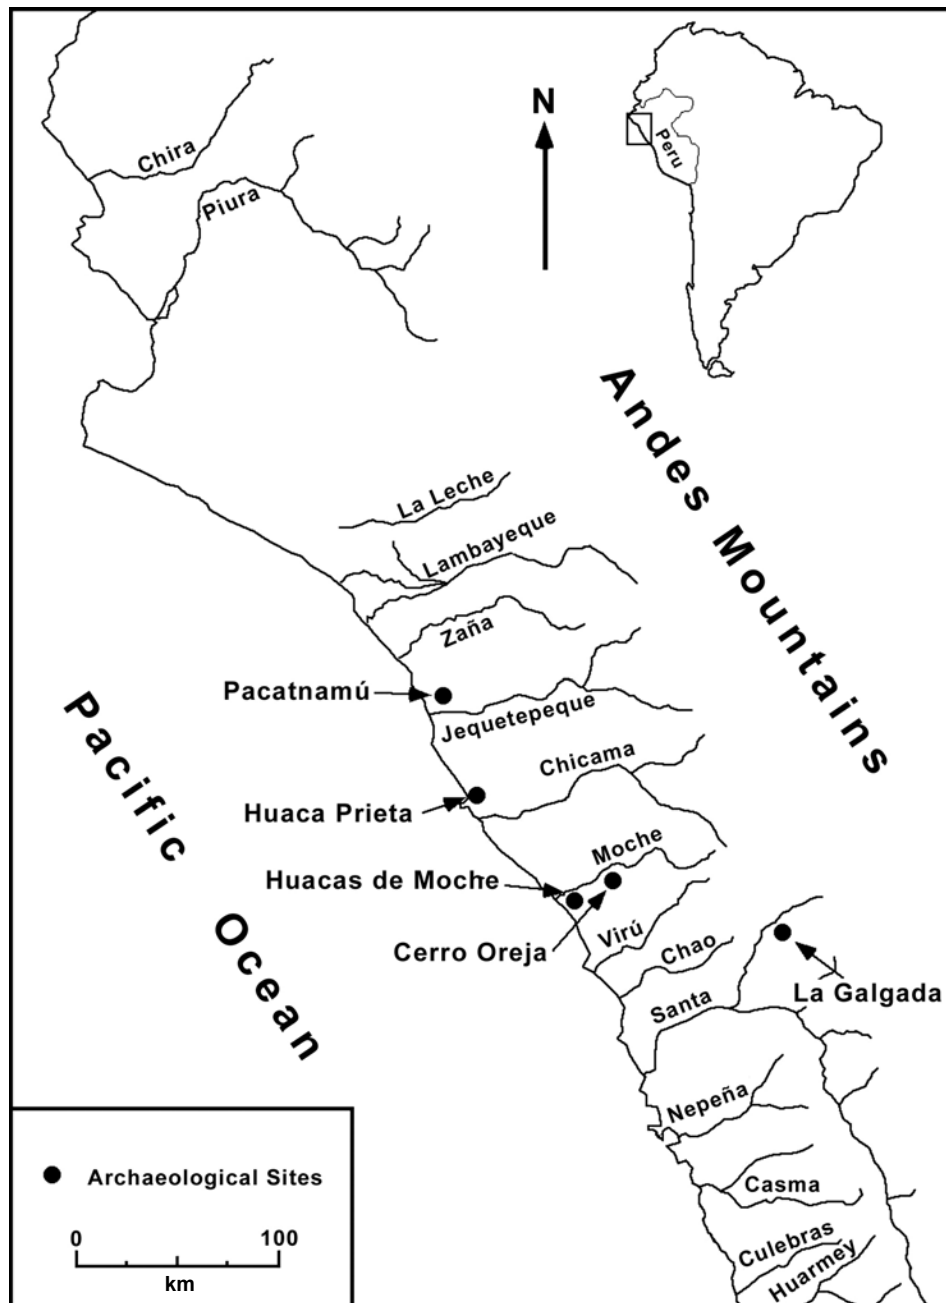 N
Chira
Piura
Peru
Andes Mountains
La Leche
Lambayeque
Zaña
Pacatnamú
Jequetepeque
Pacific Ocean
Chicama
Huaca Prieta
Moche
Huacas de Moche
Cerro Oreja
Virú
Chao
La Galgada
Santa
Nepeña
Casma
Culebras
Huarmey
Archaeological Sites
0 100
km